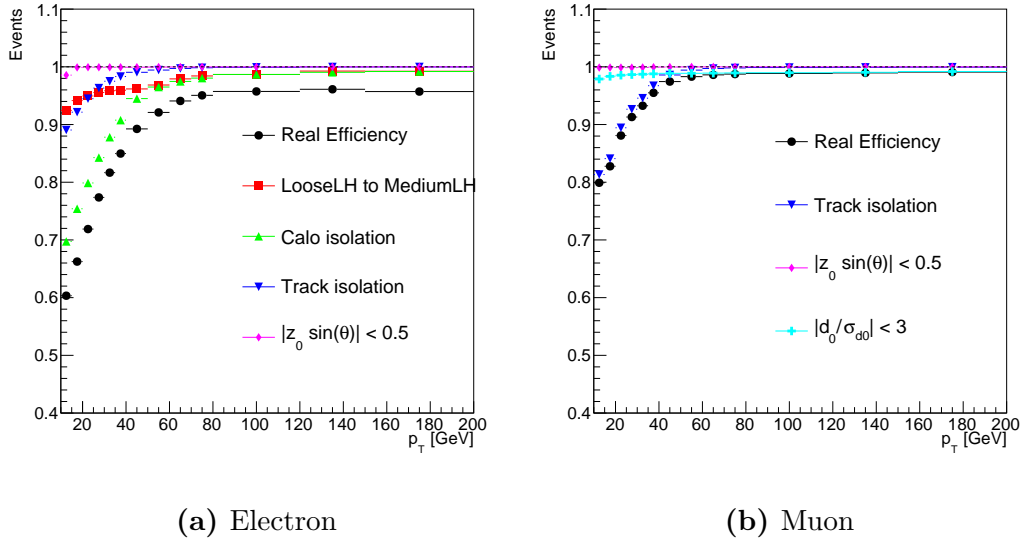 Events
1.1
1
0.9
0.8
0.7
0.6
0.5
0.4
Real Efficiency
LooseLH to MediumLH
Calo isolation
Track isolation
|z0 sin(θ)| < 0.5
20 40 60 80 100 120 140 160 180 200
pT [GeV]
(a) Electron
Events
1.1
1
0.9
0.8
0.7
0.6
0.5
0.4
Real Efficiency
Track isolation
|z0 sin(θ)| < 0.5
|d0/σd0| < 3
20 40 60 80 100 120 140 160 180 200
pT [GeV]
(b) Muon